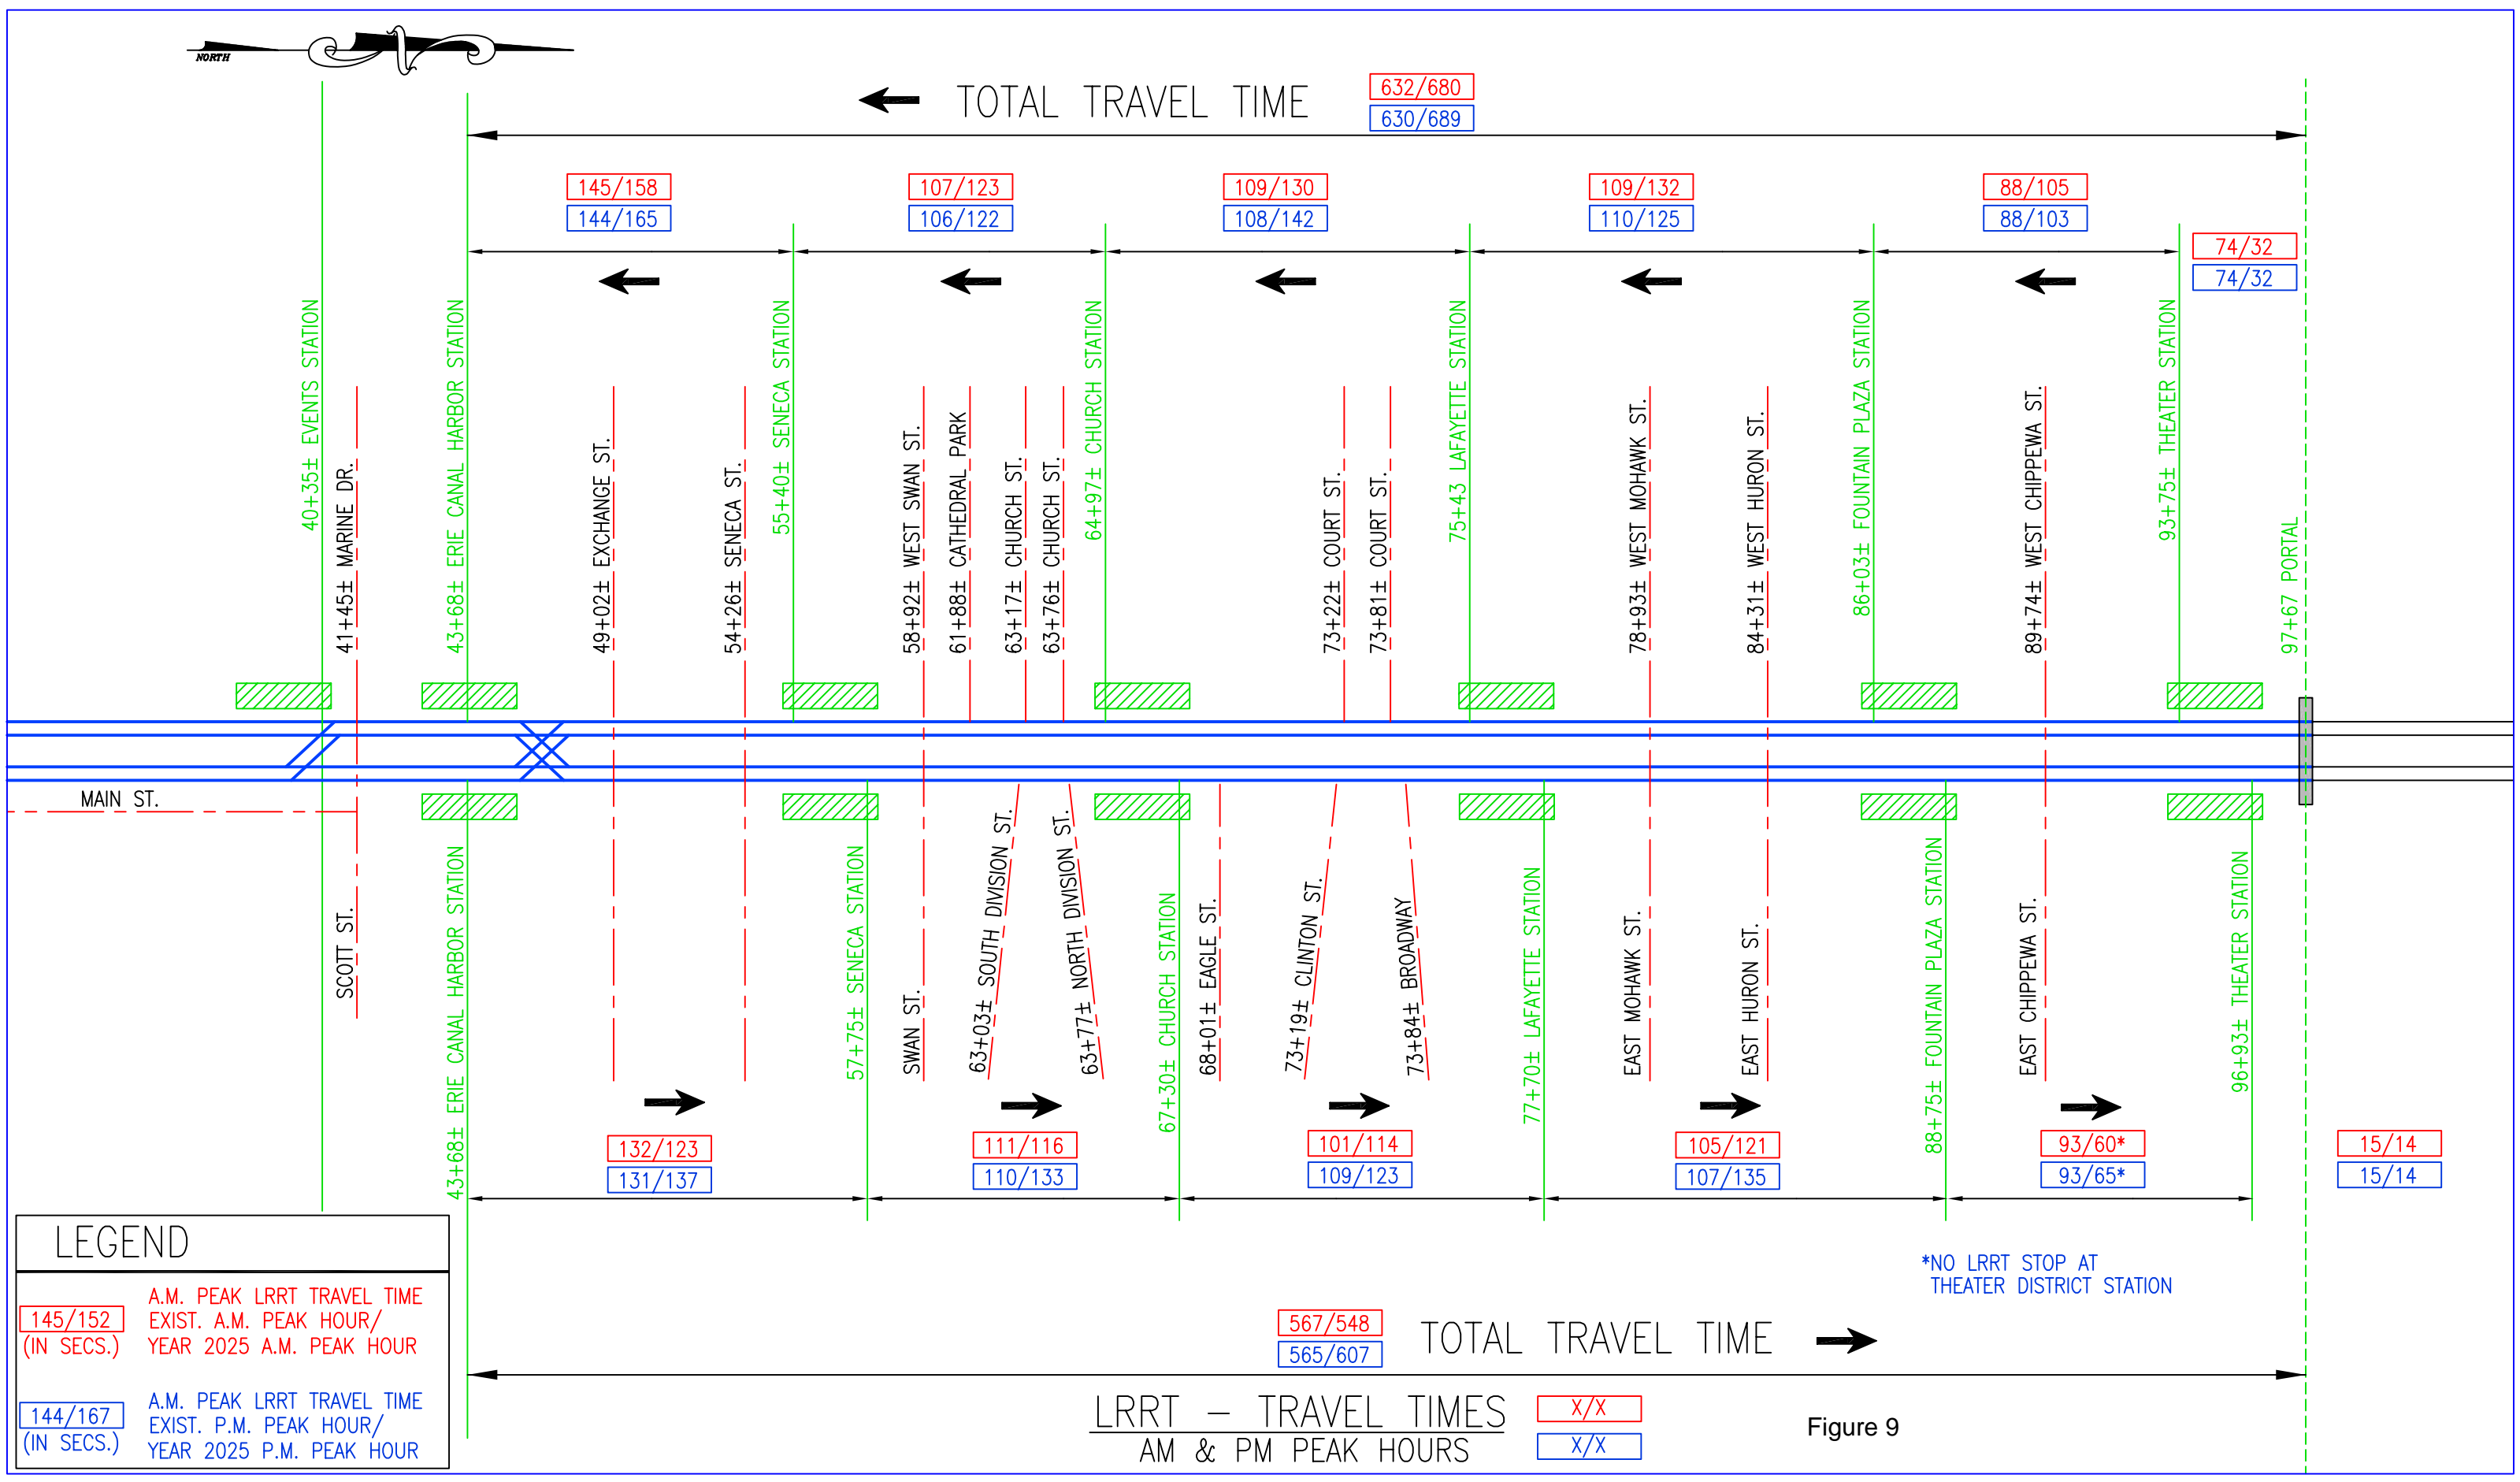 NORTH
TOTAL TRAVEL TIME
632/680
630/689
145/158
144/165
107/123
106/122
109/130
108/142
109/132
110/125
88/105
88/103
74/32
74/32
40+35± EVENTS STATION
41+45± MARINE DR.
43+68± ERIE CANAL HARBOR STATION
49+02± EXCHANGE ST.
54+26± SENECA ST.
55+40± SENECA STATION
58+92± WEST SWAN ST.
61+88± CATHEDRAL PARK
63+17± CHURCH ST.
63+76± CHURCH ST.
64+97± CHURCH STATION
73+22± COURT ST.
73+81± COURT ST.
75+43 LAFAYETTE STATION
78+93± WEST MOHAWK ST.
84+31± WEST HURON ST.
86+03± FOUNTAIN PLAZA STATION
89+74± WEST CHIPPEWA ST.
93+75± THEATER STATION
97+67 PORTAL
MAIN ST.
SCOTT ST.
43+68± ERIE CANAL HARBOR STATION
57+75± SENECA STATION
SWAN ST.
63+03± SOUTH DIVISION ST.
63+77± NORTH DIVISION ST.
67+30± CHURCH STATION
68+01± EAGLE ST.
73+19± CLINTON ST.
73+84± BROADWAY
77+70± LAFAYETTE STATION
EAST MOHAWK ST.
EAST HURON ST.
88+75± FOUNTAIN PLAZA STATION
EAST CHIPPEWA ST.
96+93± THEATER STATION
132/123
131/137
111/116
110/133
101/114
109/123
105/121
107/135
93/60*
93/65*
15/14
15/14
*NO LRRT STOP AT
THEATER DISTRICT STATION
567/548
565/607
TOTAL TRAVEL TIME
LEGEND
145/152
(IN SECS.)
A.M. PEAK LRRT TRAVEL TIME
EXIST. A.M. PEAK HOUR/
YEAR 2025 A.M. PEAK HOUR
144/167
(IN SECS.)
A.M. PEAK LRRT TRAVEL TIME
EXIST. P.M. PEAK HOUR/
YEAR 2025 P.M. PEAK HOUR
LRRT - TRAVEL TIMES
AM & PM PEAK HOURS
X/X
X/X
Figure 9